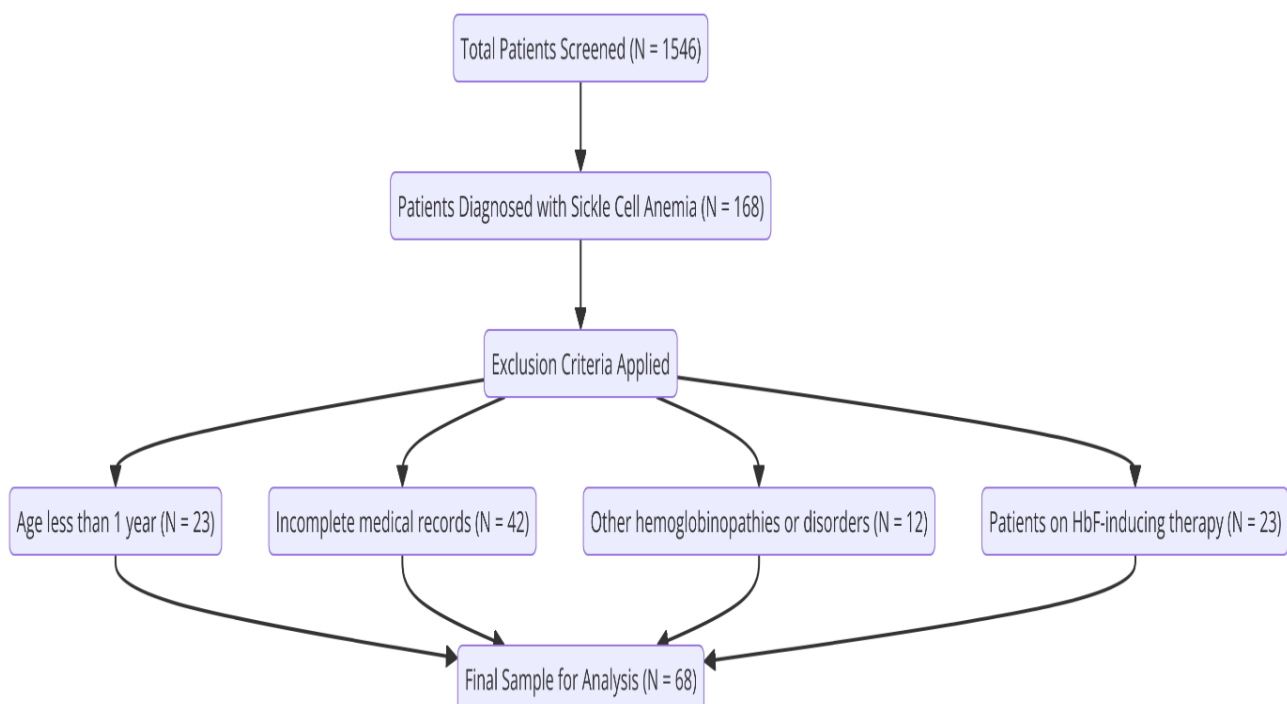 Total Patients Screened (N = 1546)
Patients Diagnosed with Sickle Cell Anemia (N = 168)
Exclusion Criteria Applied
Age less than 1 year (N = 23)
Incomplete medical records (N = 42)
Other hemoglobinopathies or disorders (N = 12)
Patients on HbF-inducing therapy (N = 23)
Final Sample for Analysis (N = 68)